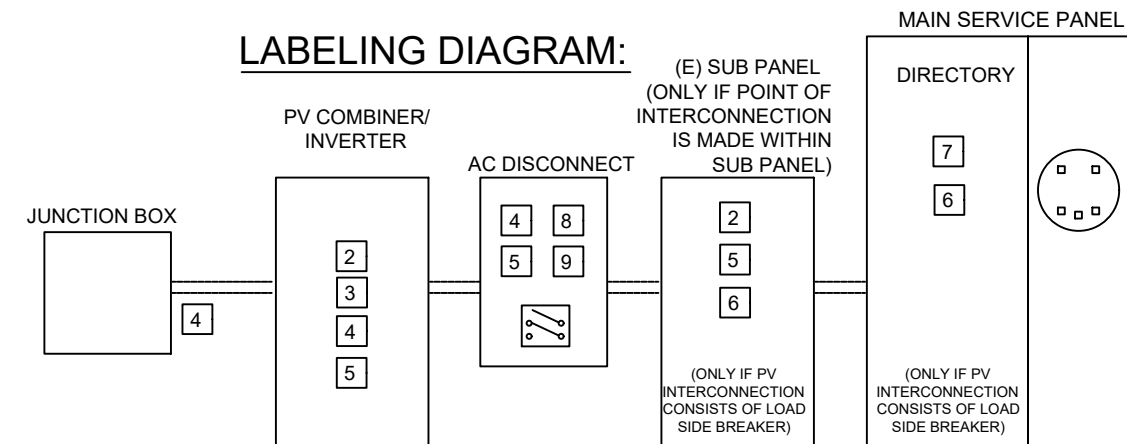 MAIN SERVICE PANEL
LABELING DIAGRAM:
(E) SUB PANEL
(ONLY IF POINT OF
INTERCONNECTION
IS MADE WITHIN
SUB PANEL)
DIRECTORY
PV COMBINER/
INVERTER
AC DISCONNECT
JUNCTION BOX
4
2
3
4
5
4 8
5 9
2
5
6
(ONLY IF PV
INTERCONNECTION
CONSISTS OF LOAD
SIDE BREAKER)
7
6
(ONLY IF PV
INTERCONNECTION
CONSISTS OF LOAD
SIDE BREAKER)